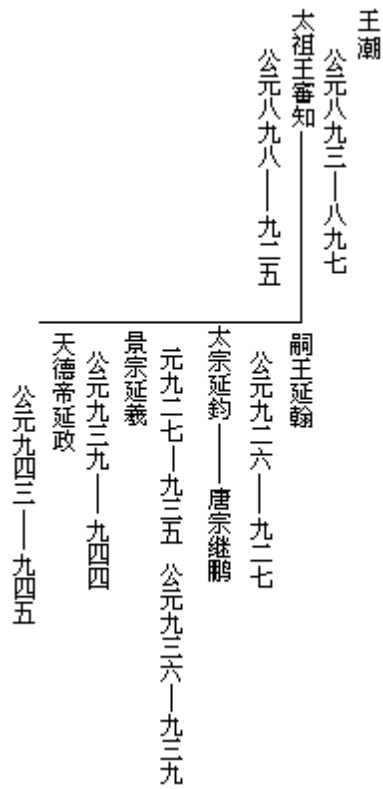 王潮
公元八九三—八九七
太祖王審知
公元八九八——九二五
嗣王延翰
公元九二六—九二七
太宗延鈞——唐宗继鹏
元九二七—九三五 公元九三六—九三九
景宗延羲
公元九三九——九四四
天德帝延政
公元九四三——九四五